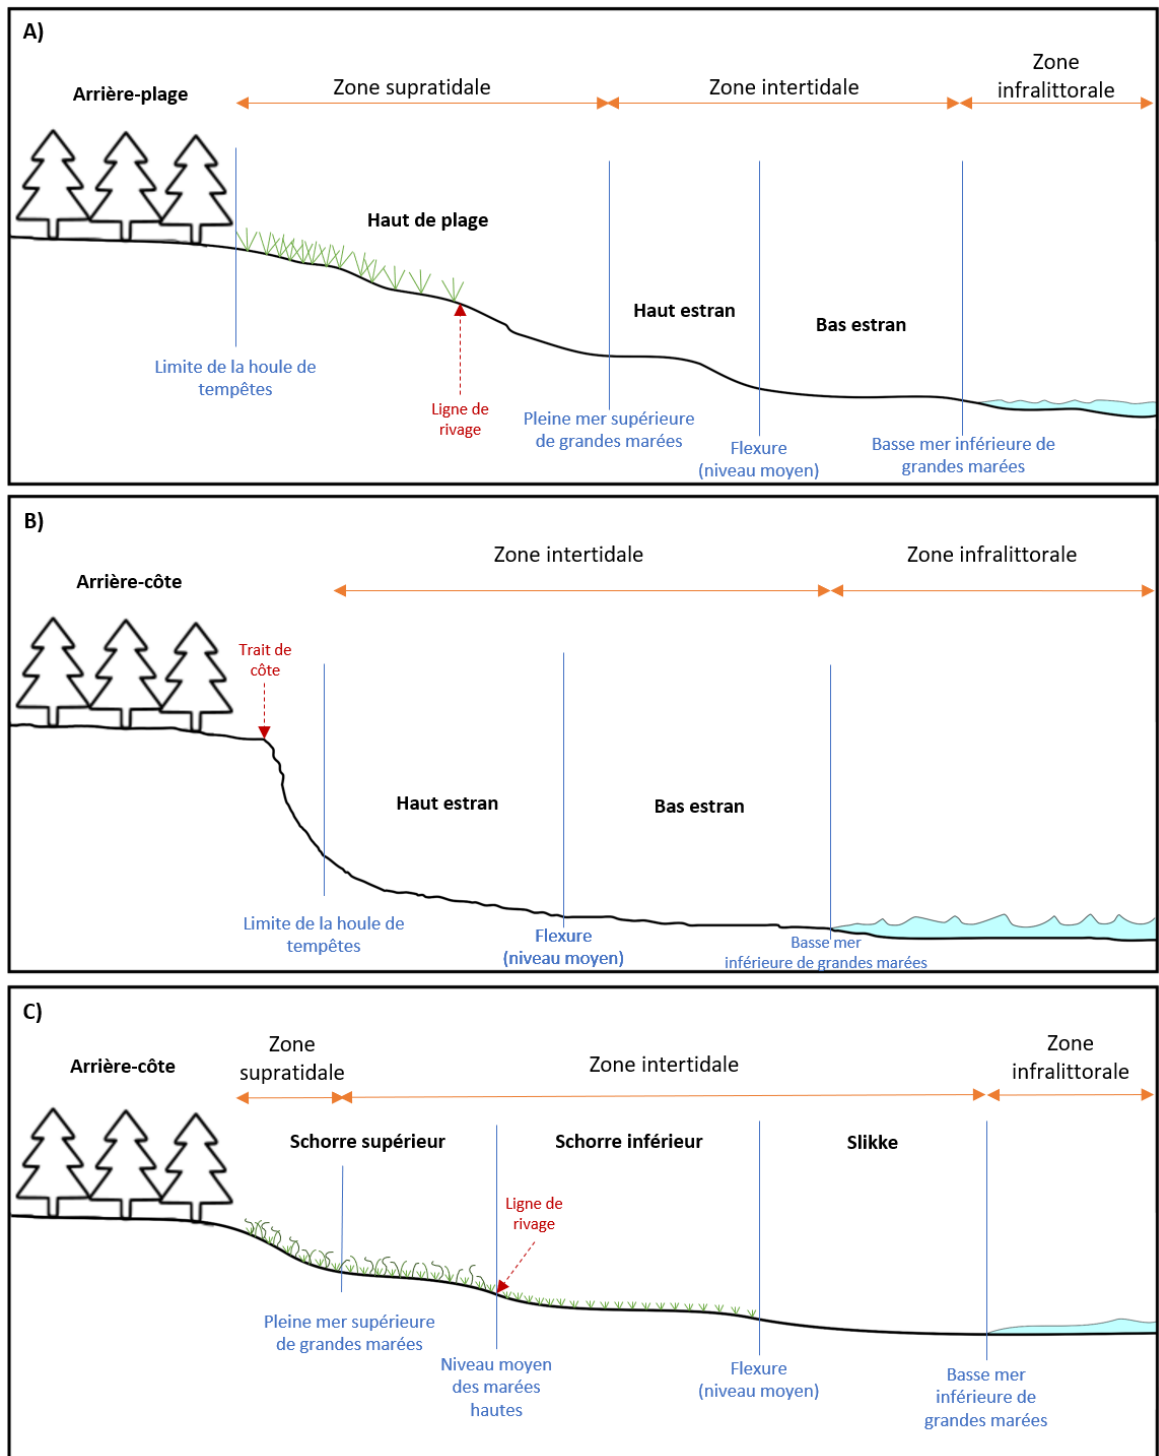 A)
Zone supratidale
Zone intertidale
Zone
infralittorale
Arrière-plage
Haut de plage
Haut estran
Bas estran
Limite de la houle de
tempêtes
Ligne de
rivage
Pleine mer supérieure
de grandes marées
Flexure
(niveau moyen)
Basse mer inférieure de
grandes marées
B)
Zone intertidale
Zone infralittorale
Arrière-côte
Trait de
côte
Haut estran
Bas estran
Limite de la houle de
tempêtes
Flexure
(niveau moyen)
Basse mer
inférieure de grandes marées
C)
Zone
supratidale
Zone intertidale
Zone
infralittorale
Arrière-côte
Schorre supérieur
Schorre inférieur
Slikke
Ligne de
rivage
Pleine mer supérieure
de grandes marées
Niveau moyen
des marées
hautes
Flexure
(niveau moyen)
Basse mer
inférieure de
grandes marées